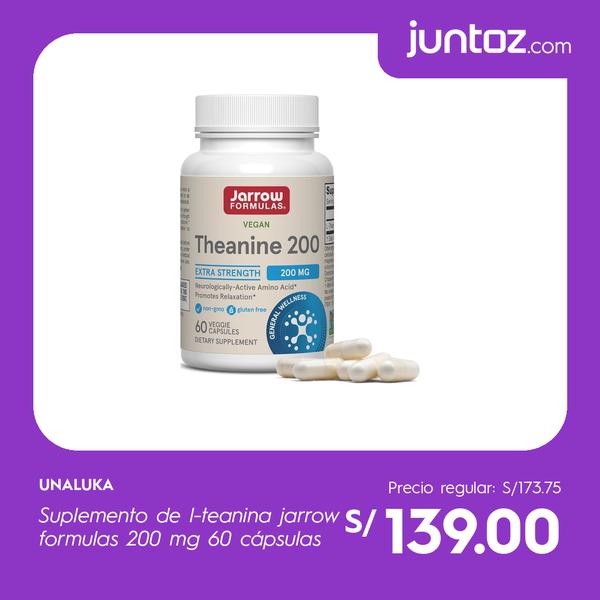 juntoz.com
Jarrow
FORMULAS®
VEGAN
Theanine 200
EXTRA STRENGTH 200 MG
Neurologically-Active Amino Acid*
Promotes Relaxation*
non-gmo gluten free
GENERAL WELLNESS
60 VEGGIE
CAPSULES
DIETARY SUPPLEMENT
UNALUKA
Suplemento de l-teanina jarrow
formulas 200 mg 60 cápsulas
Precio regular: S/173.75
S/ 139.00